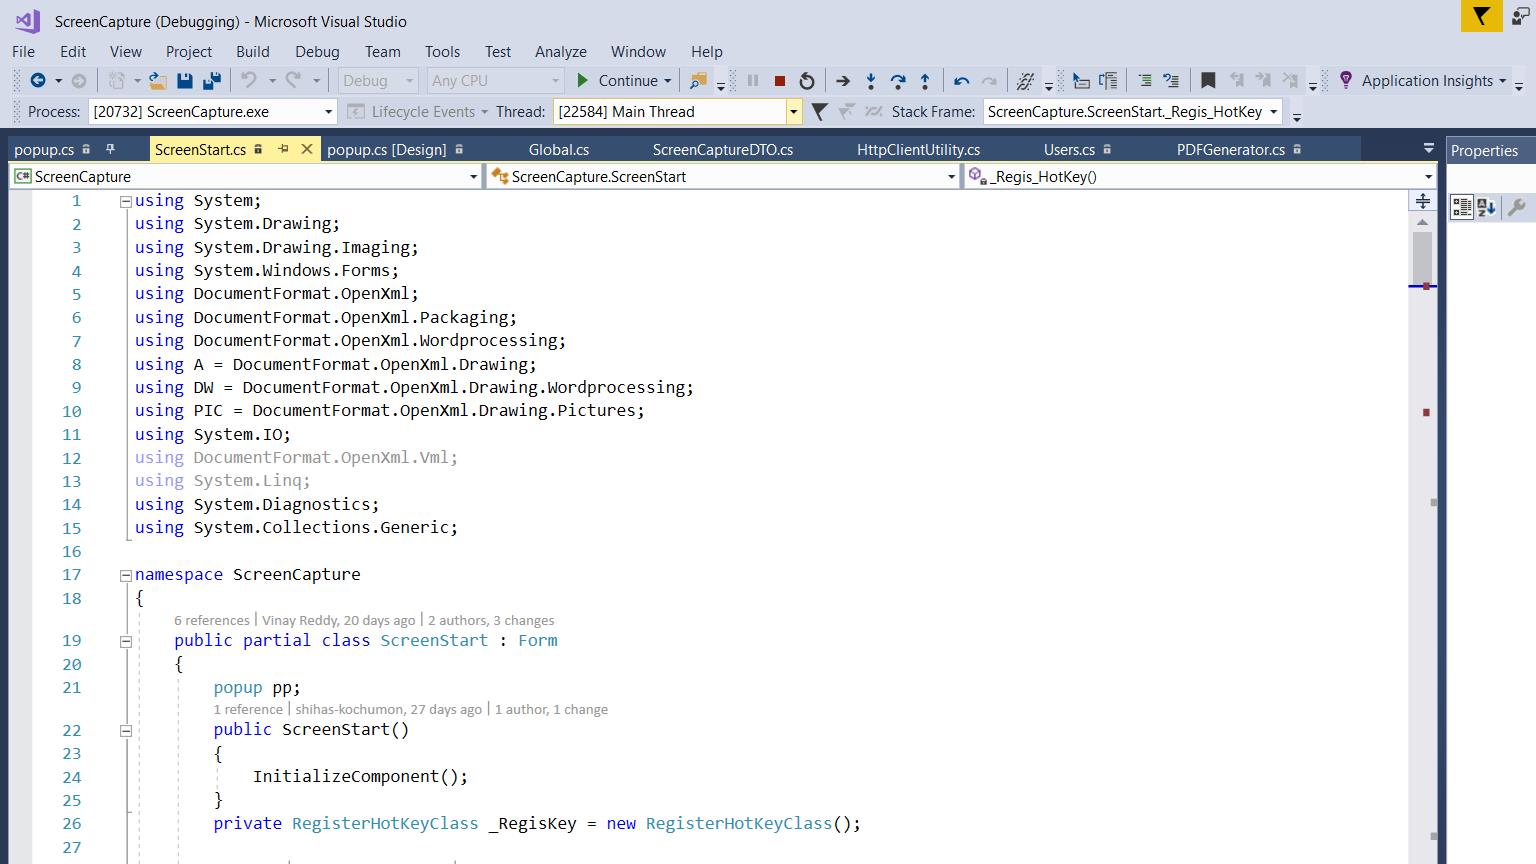 ScreenCapture (Debugging) - Microsoft Visual Studio
File Edit View Project Build Debug Team Tools Test Analyze Window Help
Debug Any CPU Continue Application Insights
Process: [20732] ScreenCapture.exe Lifecycle Events Thread: [22584] Main Thread Stack Frame: ScreenCapture.ScreenStart._Regis_HotKey
popup.cs ScreenStart.cs popup.cs [Design] Global.cs ScreenCaptureDTO.cs HttpClientUtility.cs Users.cs PDFGenerator.cs Properties
C# ScreenCapture ScreenCapture.ScreenStart _Regis_HotKey()
1 using System;
2 using System.Drawing;
3 using System.Drawing.Imaging;
4 using System.Windows.Forms;
5 using DocumentFormat.OpenXml;
6 using DocumentFormat.OpenXml.Packaging;
7 using DocumentFormat.OpenXml.Wordprocessing;
8 using A = DocumentFormat.OpenXml.Drawing;
9 using DW = DocumentFormat.OpenXml.Drawing.Wordprocessing;
10 using PIC = DocumentFormat.OpenXml.Drawing.Pictures;
11 using System.IO;
12 using DocumentFormat.OpenXml.Vml;
13 using System.Linq;
14 using System.Diagnostics;
15 using System.Collections.Generic;
16
17 namespace ScreenCapture
18 {
6 references | Vinay Reddy, 20 days ago | 2 authors, 3 changes
19 public partial class ScreenStart : Form
20 {
21 popup pp;
1 reference | shihas-kochumon, 27 days ago | 1 author, 1 change
22 public ScreenStart()
23 {
24 InitializeComponent();
25 }
26 private RegisterHotKeyClass _RegisKey = new RegisterHotKeyClass();
27